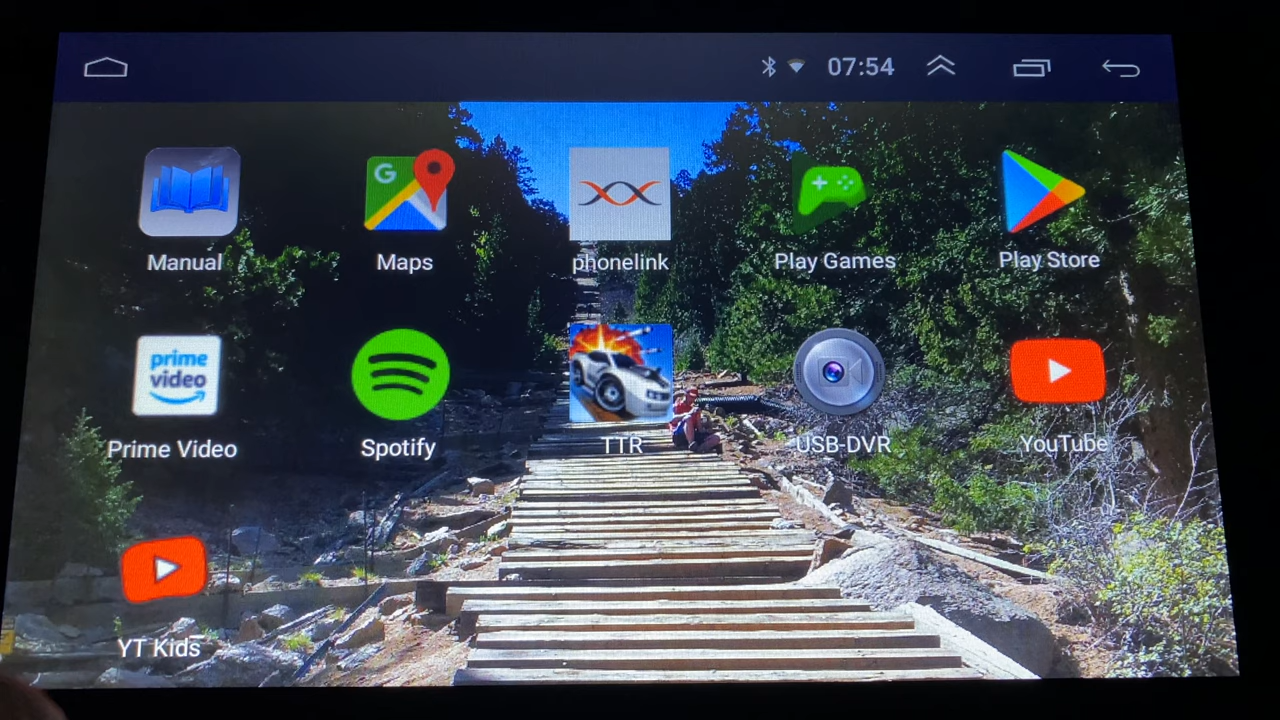 07:54
G
Manual
Maps
phonelink
Play Games
Play Store
prime
video
Prime Video
Spotify
TTR
USB-DVR
YouTube
YT Kids